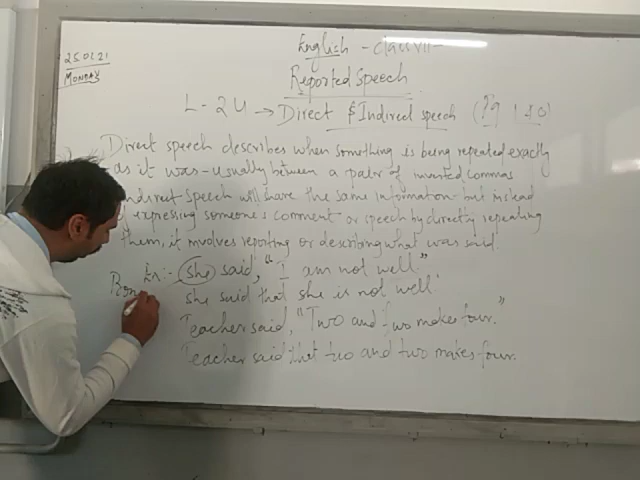 25.01.21
MONDAY
English - Class VII -
Reported Speech
L - 24 → Direct & Indirect speech (Pg 180)
Direct speech describes when something is being repeated exactly
as it was - usually between a pair of inverted commas
Indirect speech will share the same information but instead
of expressing someone's comment or speech by directly repeating
them, it involves reporting or describing what was said.
Ex:- She said, "I am not well".
She said that she is not well.
Teacher said, "Two and two makes four."
Teacher said that two and two makes four.